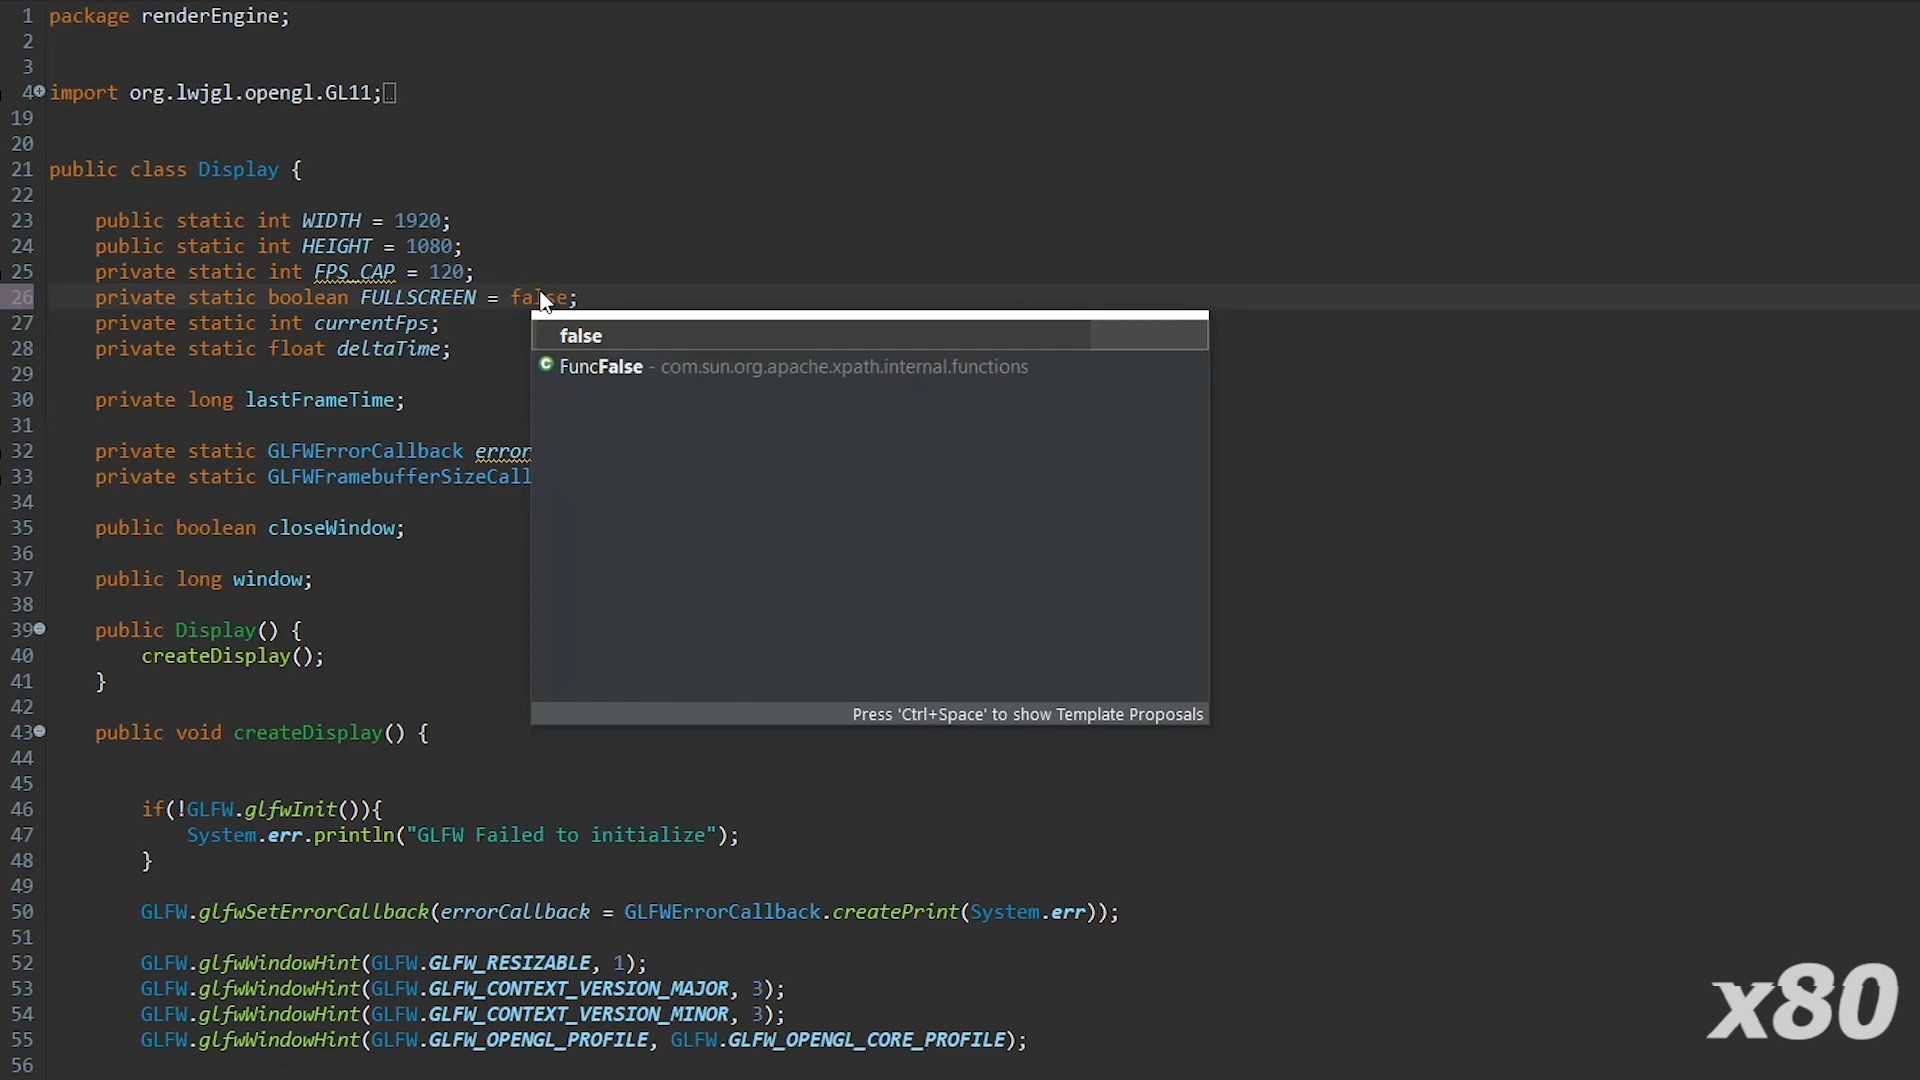 1 package renderEngine;
2
3
4 import org.lwjgl.opengl.GL11;
19
20
21 public class Display {
22
23 public static int WIDTH = 1920;
24 public static int HEIGHT = 1080;
25 private static int FPS_CAP = 120;
26 private static boolean FULLSCREEN = false;
27 private static int currentFps;
28 private static float deltaTime;
29
30 private long lastFrameTime;
31
32 private static GLFWErrorCallback error
33 private static GLFWFramebufferSizeCall
34
35 public boolean closeWindow;
36
37 public long window;
38
39 public Display() {
40 createDisplay();
41 }
42
43 public void createDisplay() {
44
45
46 if(!GLFW.glfwInit()){
47 System.err.println("GLFW Failed to initialize");
48 }
49
50 GLFW.glfwSetErrorCallback(errorCallback = GLFWErrorCallback.createPrint(System.err));
51
52 GLFW.glfwWindowHint(GLFW.GLFW_RESIZABLE, 1);
53 GLFW.glfwWindowHint(GLFW.GLFW_CONTEXT_VERSION_MAJOR, 3);
54 GLFW.glfwWindowHint(GLFW.GLFW_CONTEXT_VERSION_MINOR, 3);
55 GLFW.glfwWindowHint(GLFW.GLFW_OPENGL_PROFILE, GLFW.GLFW_OPENGL_CORE_PROFILE);
56
false
FuncFalse - com.sun.org.apache.xpath.internal.functions
Press 'Ctrl+Space' to show Template Proposals
x80